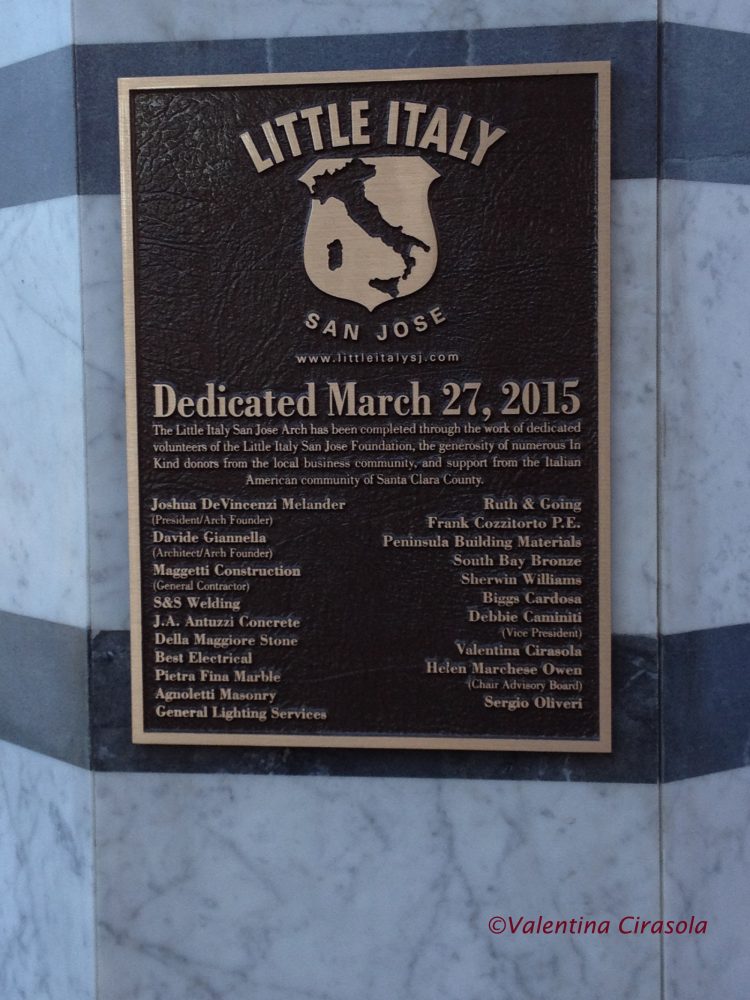 LITTLE ITALY
SAN JOSE
www.littleitalysj.com
Dedicated March 27, 2015
The Little Italy San Jose Arch has been completed through the work of dedicated
volunteers of the Little Italy San Jose Foundation, the generosity of numerous In
Kind donors from the local business community, and support from the Italian
American community of Santa Clara County.
Joshua DeVincenzi Melander
(President/Arch Founder)
Davide Giannella
(Architect/Arch Founder)
Maggetti Construction
(General Contractor)
S&S Welding
J.A. Antuzzi Concrete
Della Maggiore Stone
Best Electrical
Pietra Fina Marble
Agnoletti Masonry
General Lighting Services
Ruth & Going
Frank Cozzitorto P.E.
Peninsula Building Materials
South Bay Bronze
Sherwin Williams
Biggs Cardosa
Debbie Caminiti
(Vice President)
Valentina Cirasola
Helen Marchese Owen
(Chair Advisory Board)
Sergio Oliveri
©Valentina Cirasola